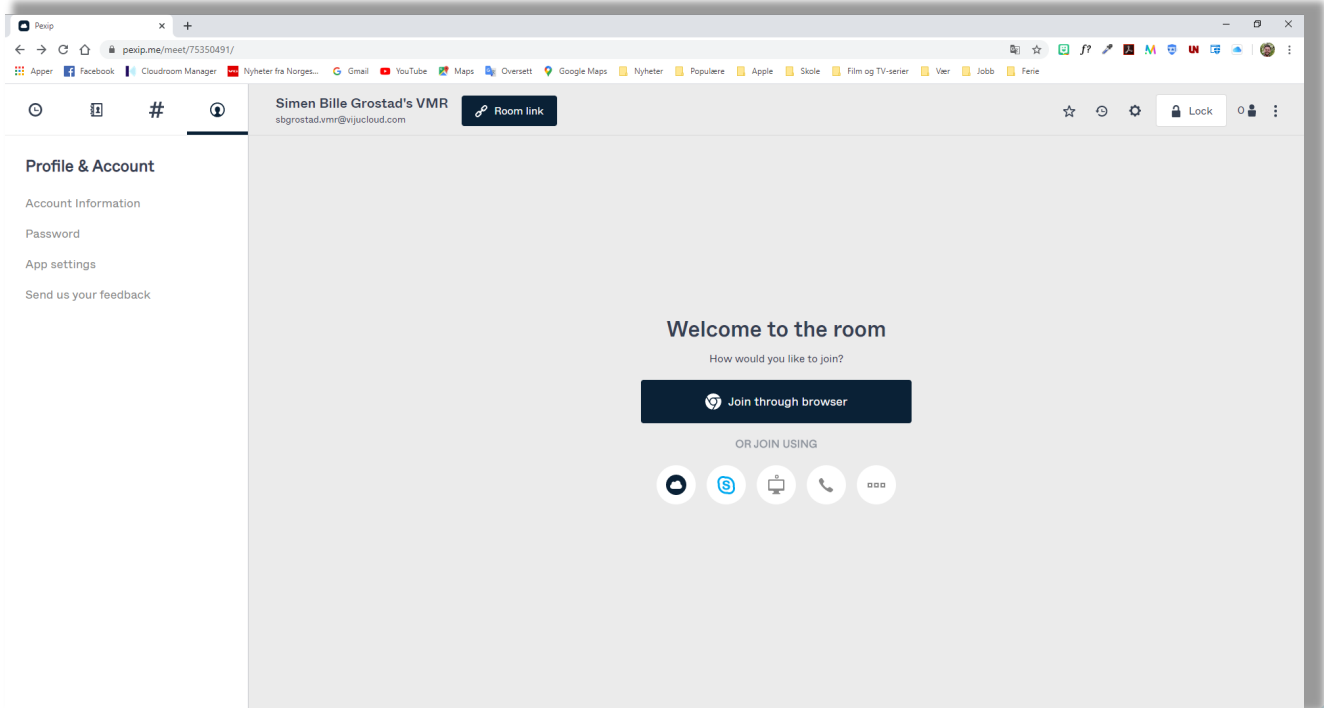 Pexip
pexip.me/meet/75350491/
Apper Facebook Cloudroom Manager Nyheter fra Norges... Gmail YouTube Maps Oversett Google Maps Nyheter Populære Apple Skole Film og TV-serier Vær Jobb Ferie
Simen Bille Grostad's VMR
sbgrostad.vmr@vijucloud.com
Room link
Lock
0
Profile & Account
Account Information
Password
App settings
Send us your feedback
Welcome to the room
How would you like to join?
Join through browser
OR JOIN USING